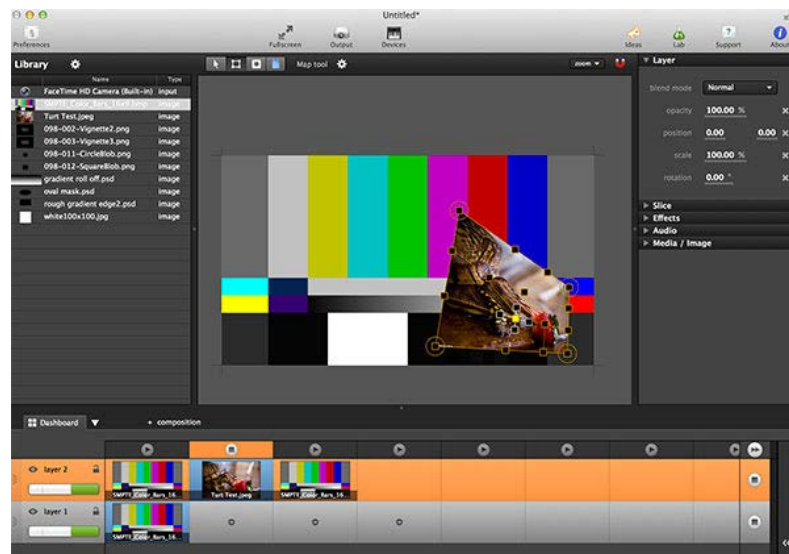 Untitled*
Preferences
Fullscreen
Output
Devices
Ideas
Lab
Support
About
Library
Map tool
zoom
Layer
Name
Type
FaceTime HD Camera (Built-in) input
SMPTE_Color_Bars_16x9.bmp image
Turt Test.jpeg image
098-002-Vignette2.png image
098-003-Vignette3.png image
098-011-CircleBlob.png image
098-012-SquareBlob.png image
gradient roll off.psd image
oval mask.psd image
rough gradient edge2.psd image
white100x100.jpg image
blend mode Normal
opacity 100.00 %
position 0.00 0.00
scale 100.00 %
rotation 0.00 °
Slice
Effects
Audio
Media / Image
Dashboard
+ composition
layer 2
SMPTE_Color_Bars_16...
Turt Test.jpeg
SMPTE_Color_Bars_16...
layer 1
SMPTE_Color_Bars_16...